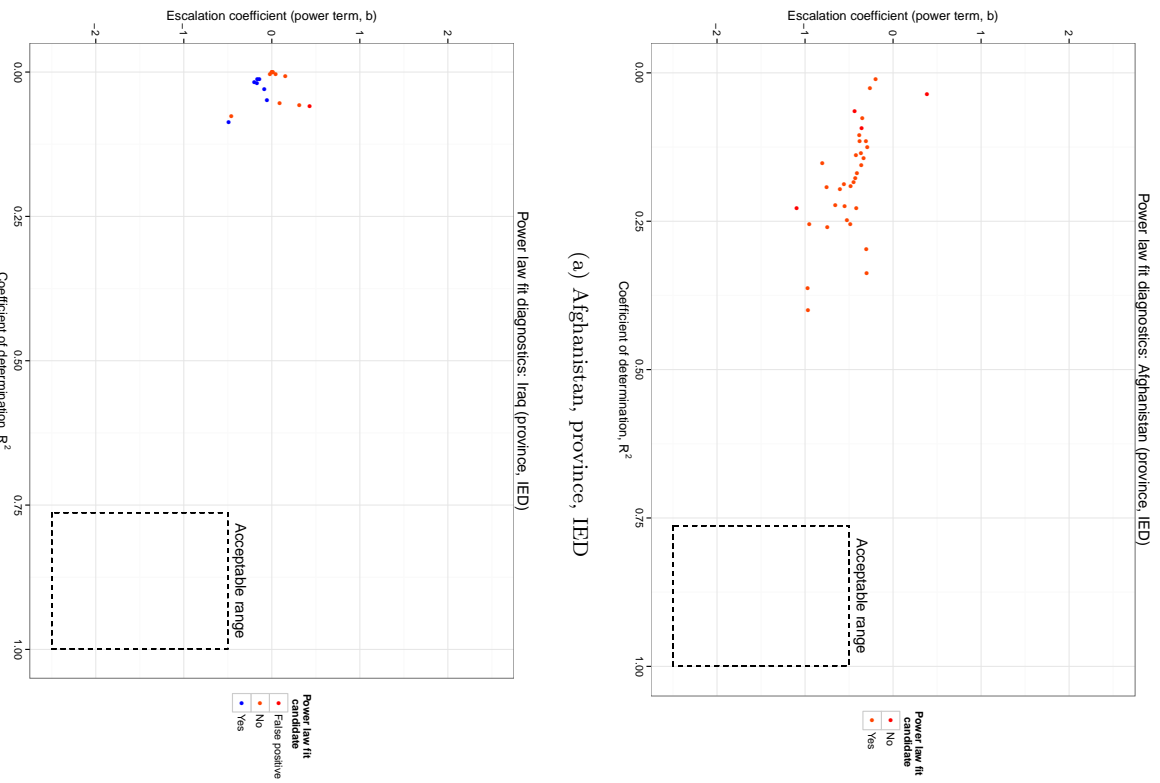 Power law fit diagnostics: Afghanistan (province, IED)
Escalation coefficient (power term, b)
2
1
0
−1
−2
Acceptable range
0.00 0.25 0.50 0.75 1.00
Coefficient of determination, R²
Power law fit
candidate
No
Yes
(a) Afghanistan, province, IED
Power law fit diagnostics: Iraq (province, IED)
Escalation coefficient (power term, b)
2
1
0
−1
−2
Acceptable range
0.00 0.25 0.50 0.75 1.00
Coefficient of determination, R²
Power law fit
candidate
False positive
No
Yes